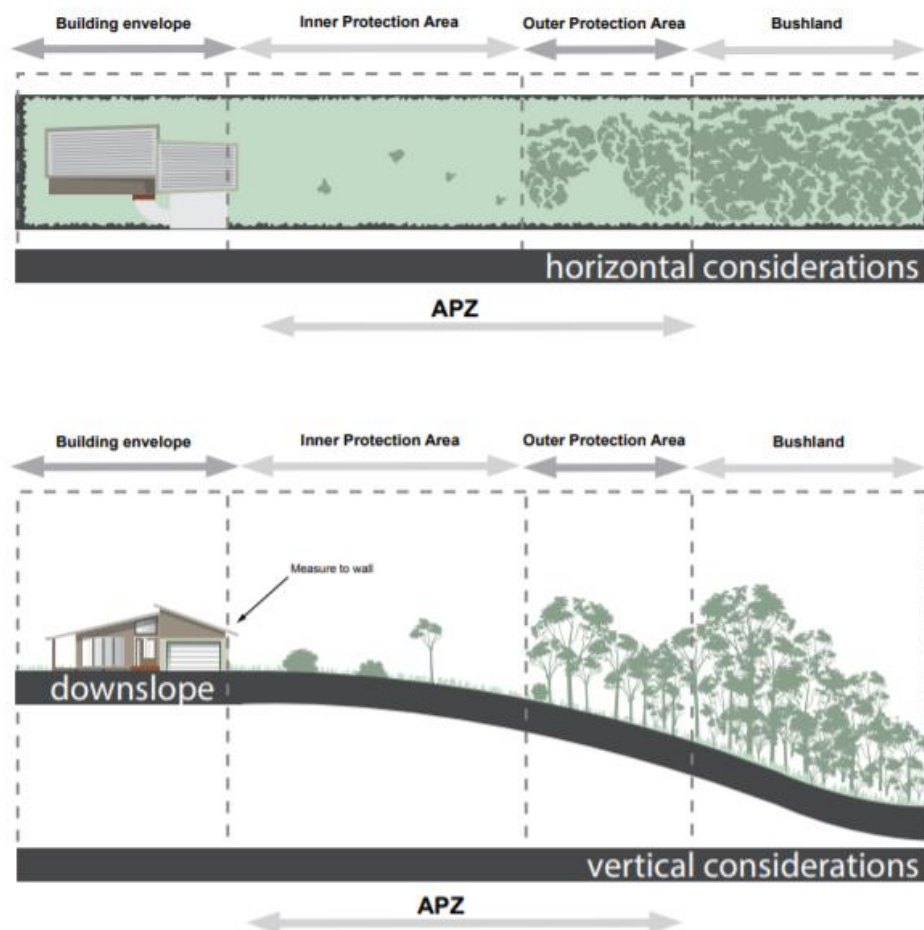 Building envelope Inner Protection Area Outer Protection Area Bushland
horizontal considerations
APZ
Building envelope Inner Protection Area Outer Protection Area Bushland
Measure to wall
downslope
vertical considerations
APZ